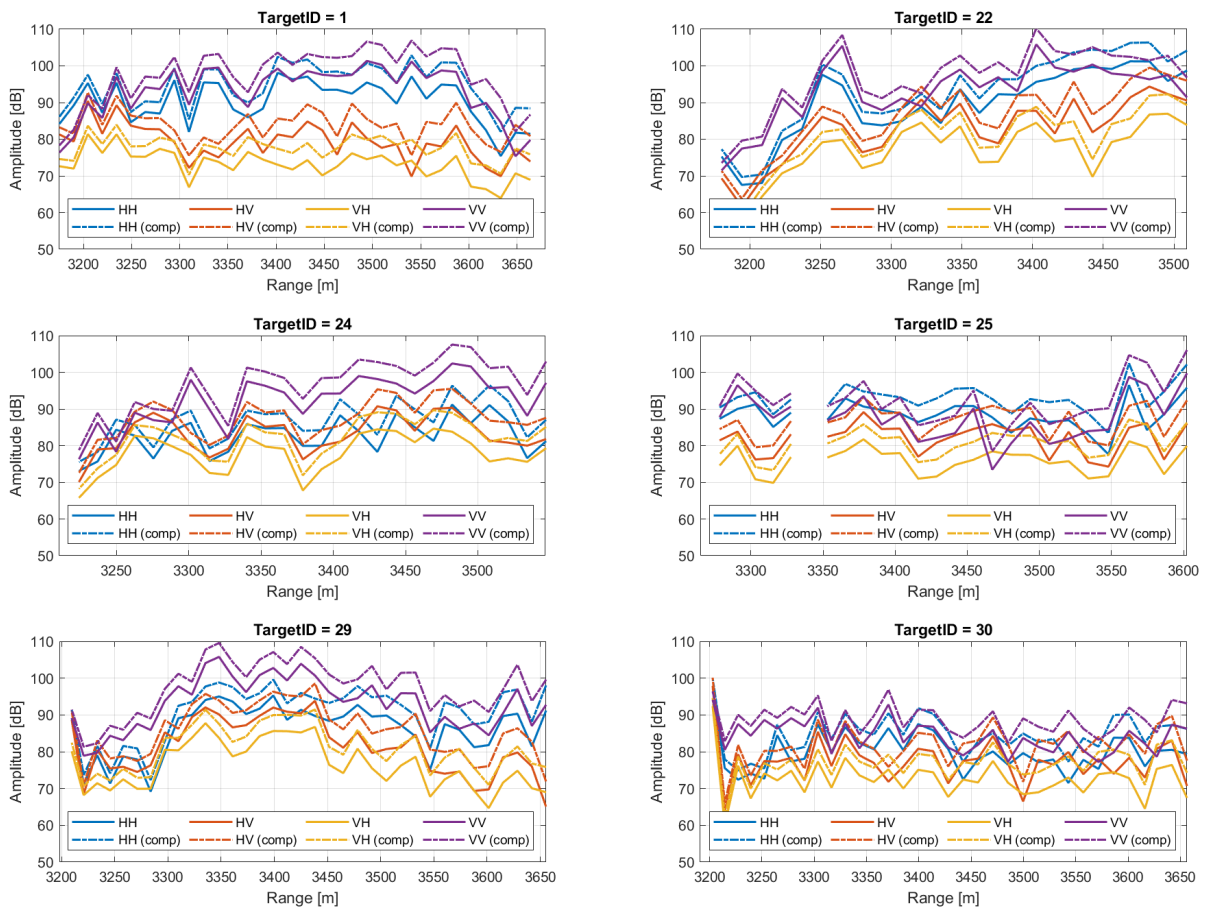 TargetID = 1
110
100
90
80
70
60
50
Amplitude [dB]
HH HV VH VV
HH (comp) HV (comp) VH (comp) VV (comp)
3200 3250 3300 3350 3400 3450 3500 3550 3600 3650
Range [m]
TargetID = 22
110
100
90
80
70
60
50
Amplitude [dB]
HH HV VH VV
HH (comp) HV (comp) VH (comp) VV (comp)
3200 3250 3300 3350 3400 3450 3500
Range [m]
TargetID = 24
110
100
90
80
70
60
50
Amplitude [dB]
HH HV VH VV
HH (comp) HV (comp) VH (comp) VV (comp)
3250 3300 3350 3400 3450 3500
Range [m]
TargetID = 25
110
100
90
80
70
60
50
Amplitude [dB]
HH HV VH VV
HH (comp) HV (comp) VH (comp) VV (comp)
3300 3350 3400 3450 3500 3550 3600
Range [m]
TargetID = 29
110
100
90
80
70
60
50
Amplitude [dB]
HH HV VH VV
HH (comp) HV (comp) VH (comp) VV (comp)
3200 3250 3300 3350 3400 3450 3500 3550 3600 3650
Range [m]
TargetID = 30
110
100
90
80
70
60
50
Amplitude [dB]
HH HV VH VV
HH (comp) HV (comp) VH (comp) VV (comp)
3200 3250 3300 3350 3400 3450 3500 3550 3600 3650
Range [m]